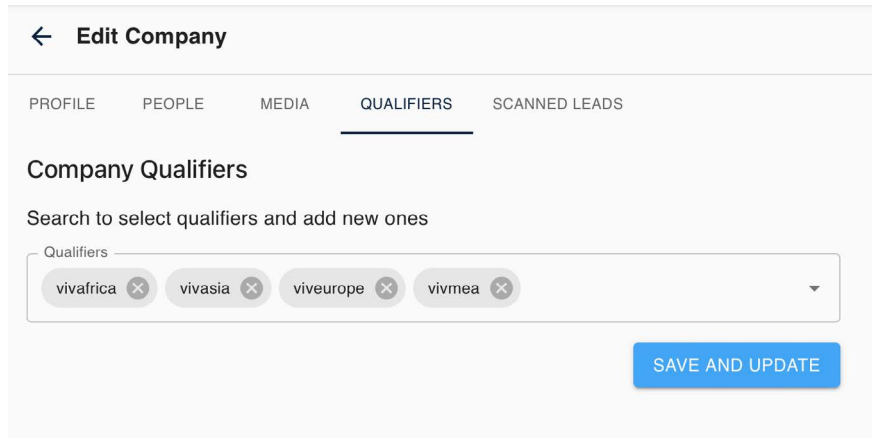 Edit Company
PROFILE PEOPLE MEDIA QUALIFIERS SCANNED LEADS
Company Qualifiers
Search to select qualifiers and add new ones
Qualifiers
vivafrica vivasia viveurope vivmea
SAVE AND UPDATE